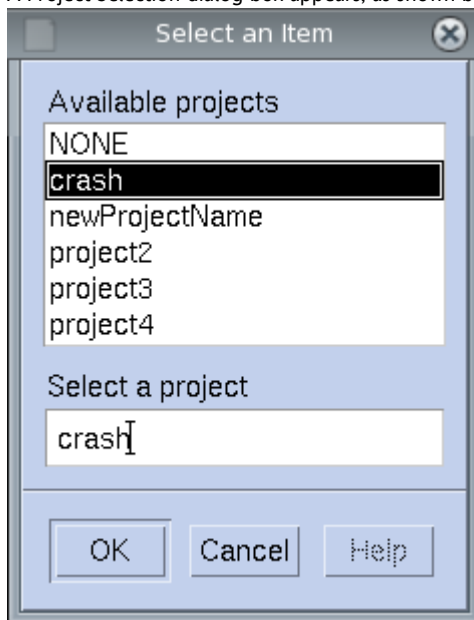 Select an Item
Available projects
NONE
crash
newProjectName
project2
project3
project4
Select a project
crash
OK Cancel Help